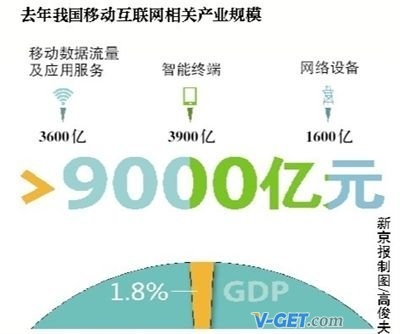 去年我国移动互联网相关产业规模
移动数据流量
及应用服务
智能终端
网络设备
3600亿
3900亿
1600亿
>9000亿元
新京报制图/高俊夫
1.8%
GDP
V-GET.com